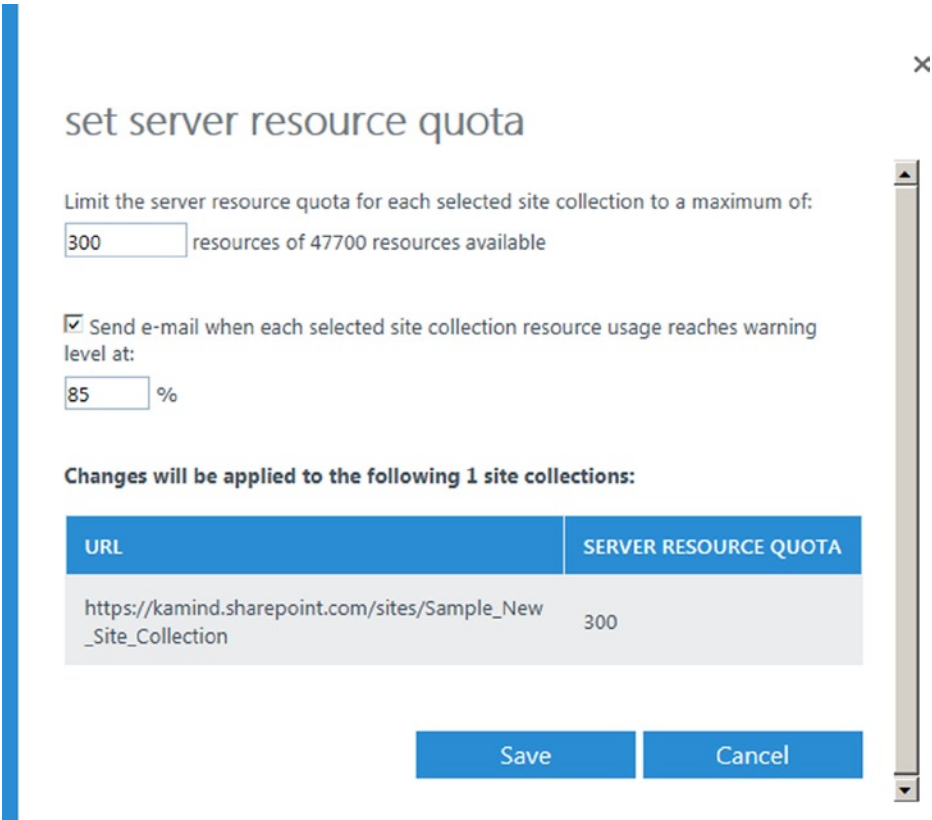 set server resource quota
Limit the server resource quota for each selected site collection to a maximum of:
300 resources of 47700 resources available
Send e-mail when each selected site collection resource usage reaches warning
level at:
85 %
Changes will be applied to the following 1 site collections:
URL SERVER RESOURCE QUOTA
https://kamind.sharepoint.com/sites/Sample_New
_Site_Collection 300
Save Cancel